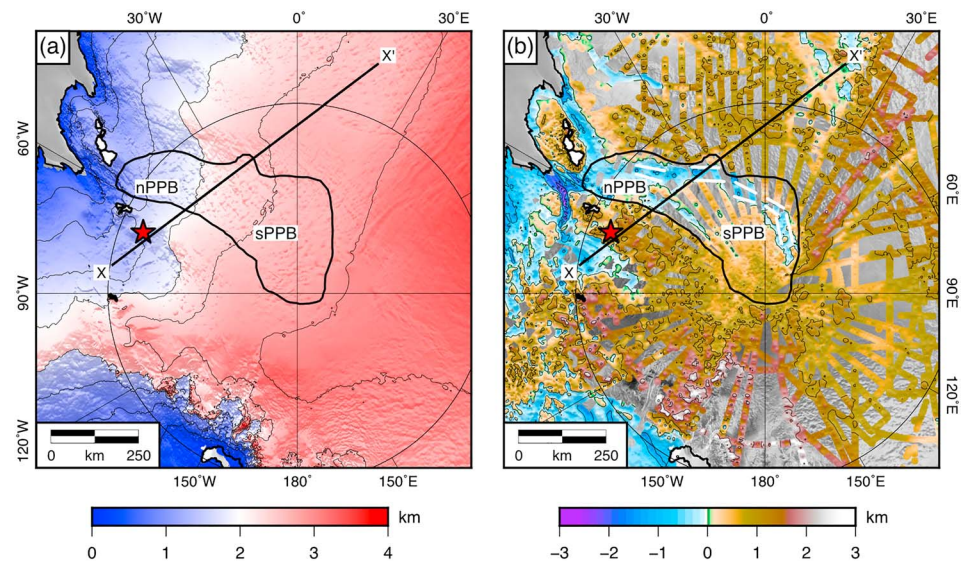 30°W 0° 30°E 30°W 0° 30°E
(a) X' (b) X'
60°W 60°E
nPPB nPPB
sPPB sPPB
X X
90°W 90°E
120°W 120°E
0 km 250 0 km 250
150°W 180° 150°E 150°W 180° 150°E
km km
0 1 2 3 4 −3 −2 −1 0 1 2 3